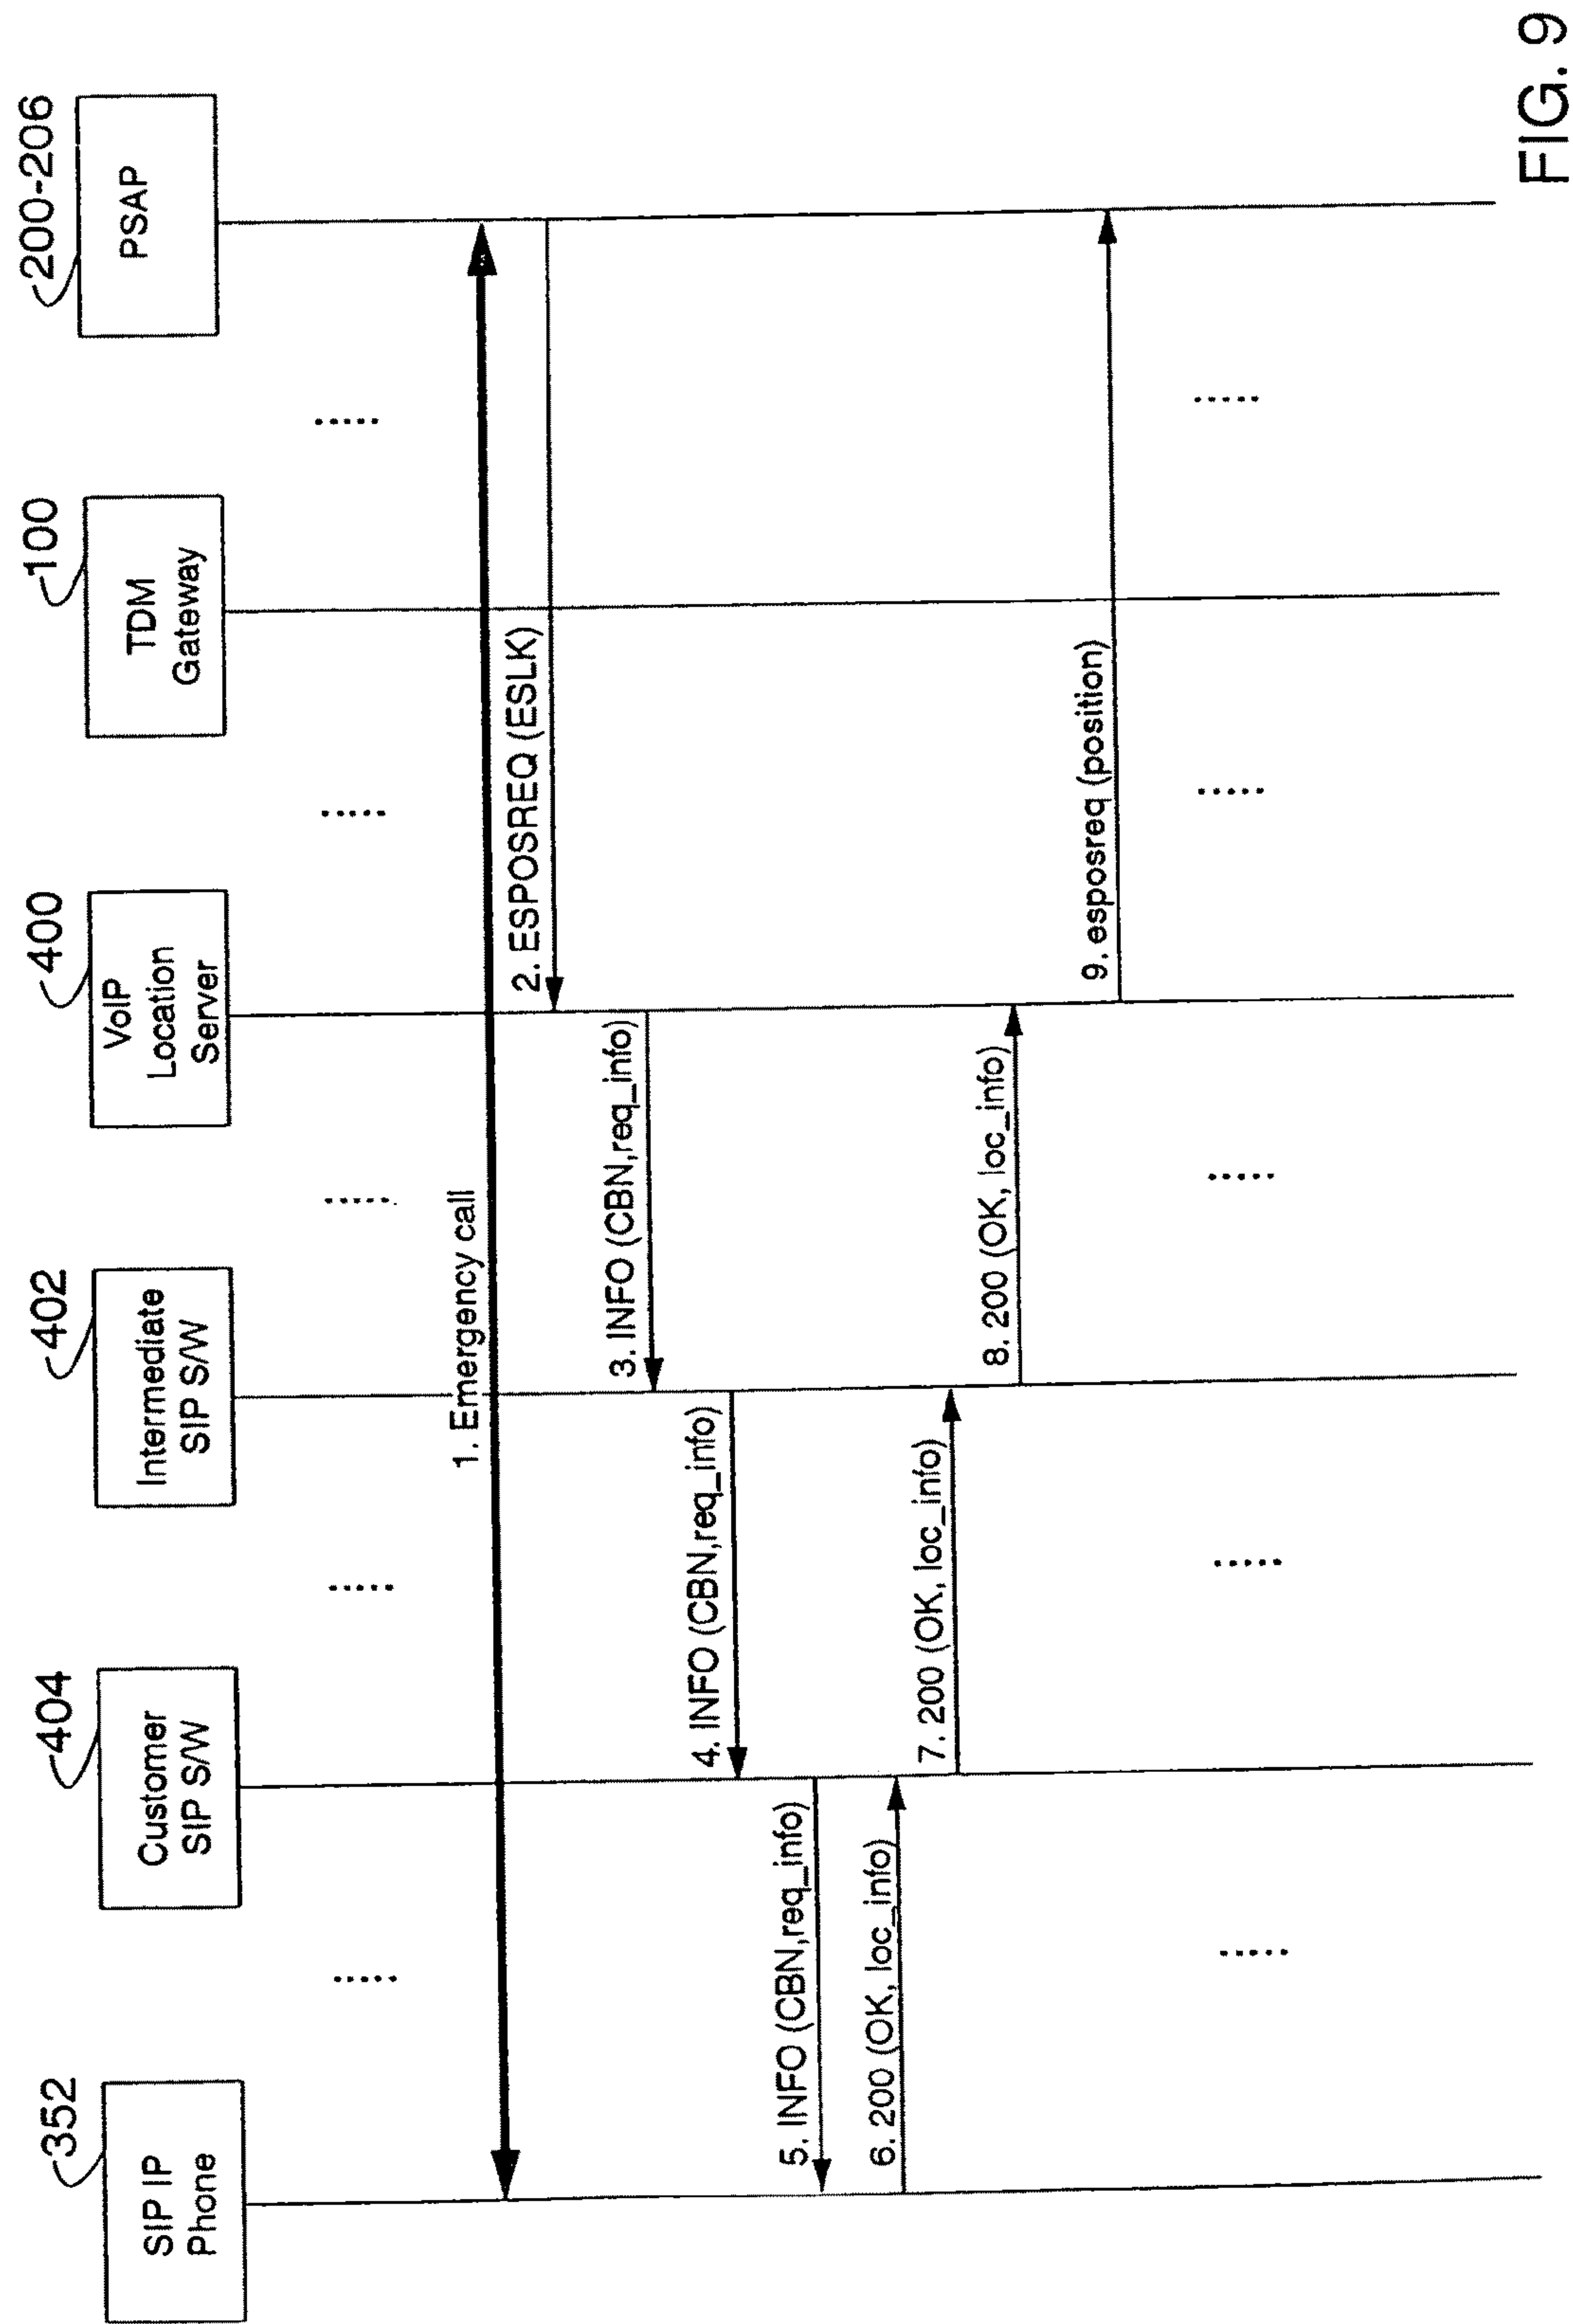 352
SIP IP
Phone
404
Customer
SIP S/W
402
Intermediate
SIP S/W
400
VoIP
Location
Server
100
TDM
Gateway
200-206
PSAP
1. Emergency call
2. ESPOSREQ (ESLK)
3. INFO (CBN,req_info)
4. INFO (CBN,req_info)
5. INFO (CBN,req_info)
6. 200 (OK, loc_info)
7. 200 (OK, loc_info)
8. 200 (OK, loc_info)
9. esposreq (position)
FIG. 9